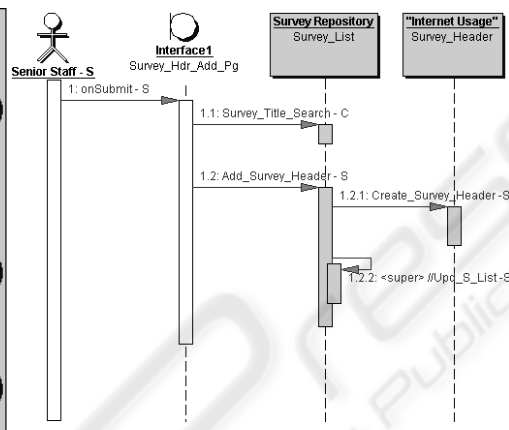 Senior Staff - S
Interface1
Survey_Hdr_Add_Pg
Survey Repository
Survey_List
"Internet Usage"
Survey_Header
1: onSubmit - S
1.1: Survey_Title_Search - C
1.2: Add_Survey_Header - S
1.2.1: Create_Survey_Header -S
1.2.2: <super> //Upd_S_List -S